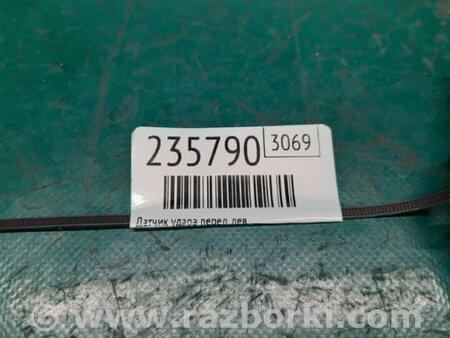 235790 3069
Датчик удара перед лев
© www.razborki.com